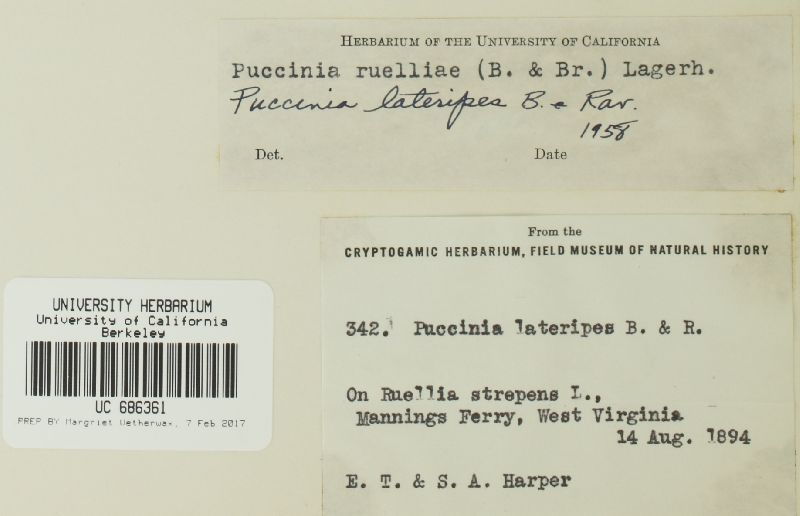 HERBARIUM OF THE UNIVERSITY OF CALIFORNIA
Puccinia ruelliae (B. & Br.) Lagerh.
Puccinia lateripes B. & Rav.
1958
Det. Date
From the
CRYPTOGAMIC HERBARIUM, FIELD MUSEUM OF NATURAL HISTORY
342. Puccinia lateripes B. & R.
On Ruellia strepens L.,
Mannings Ferry, West Virginia
14 Aug. 1894
E. T. & S. A. Harper
UNIVERSITY HERBARIUM
University of California
Berkeley
UC 686361
PREP BY Margriet Wetherwax, 7 Feb 2017